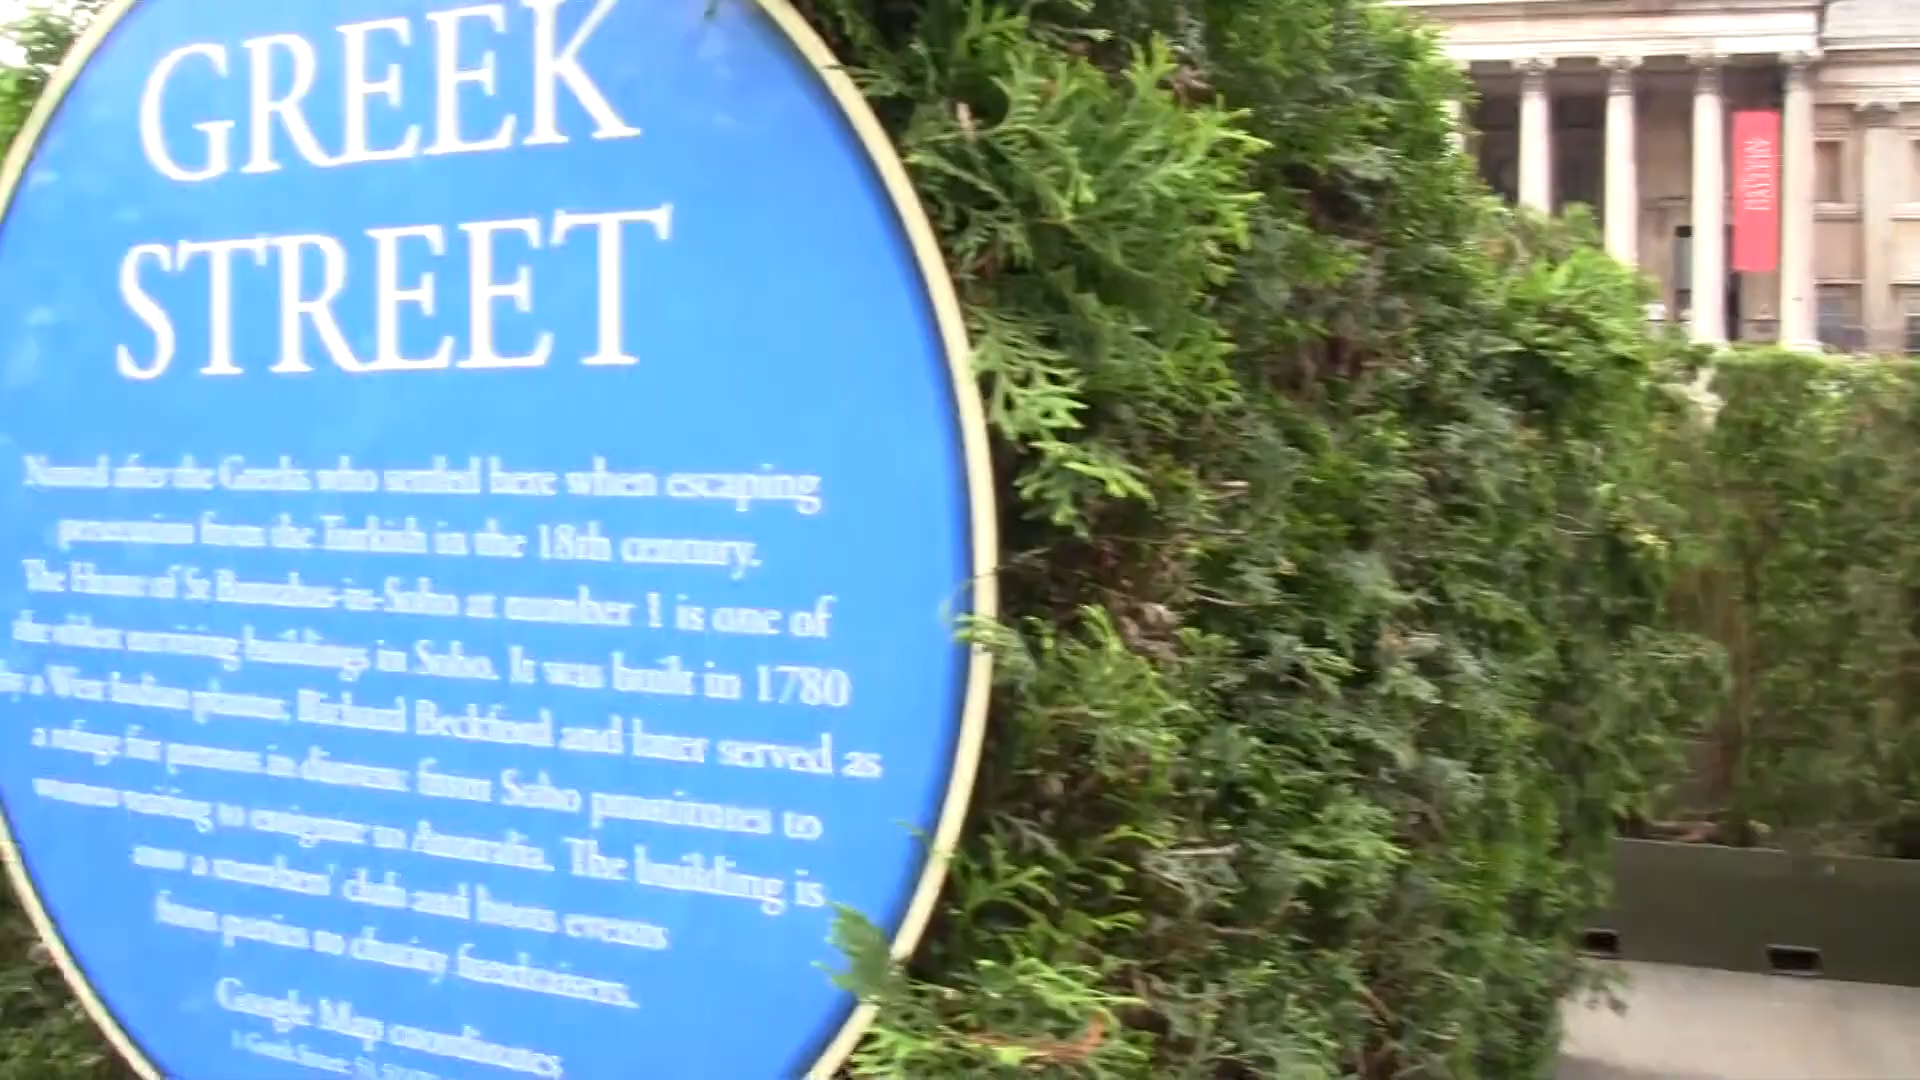 GREEK
STREET
Named after the Greeks who settled here when escaping
persecution from the Turkish in the 18th century.
The House of St Barnabas-in-Soho at number 1 is one of
the oldest surviving buildings in Soho. It was built in 1780
by a West Indian planter, Richard Beckford and later served as
a refuge for persons in distress: from Soho prostitutes to
women waiting to emigrate to Australia. The building is
now a members' club and hosts events
from parties to charity fundraisers.
Google Map coordinates
1 Greek Street: